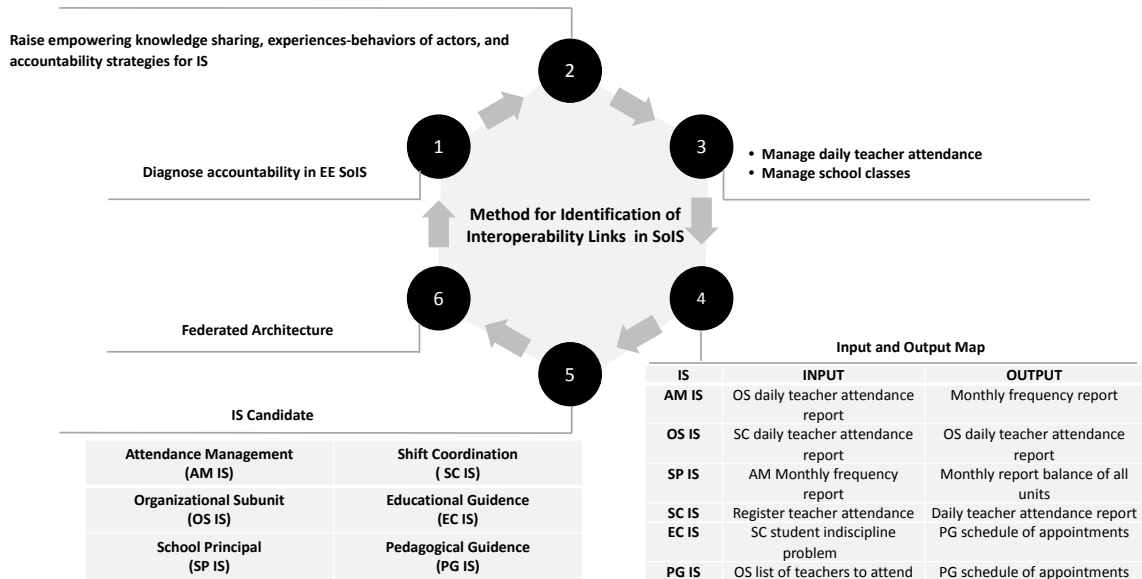 Raise empowering knowledge sharing, experiences-behaviors of actors, and
accountability strategies for IS
2
1
3
Diagnose accountability in EE SoIS
• Manage daily teacher attendance
• Manage school classes
Method for Identification of
Interoperability Links in SoIS
6
4
Federated Architecture
5
IS Candidate
Attendance Management
(AM IS)
Shift Coordination
( SC IS)
Organizational Subunit
(OS IS)
Educational Guidence
(EC IS)
School Principal
(SP IS)
Pedagogical Guidence
(PG IS)
Input and Output Map
IS INPUT OUTPUT
AM IS OS daily teacher attendance Monthly frequency report
report
OS IS SC daily teacher attendance OS daily teacher attendance
report report
SP IS AM Monthly frequency Monthly report balance of all
report units
SC IS Register teacher attendance Daily teacher attendance report
EC IS SC student indiscipline PG schedule of appointments
problem
PG IS OS list of teachers to attend PG schedule of appointments